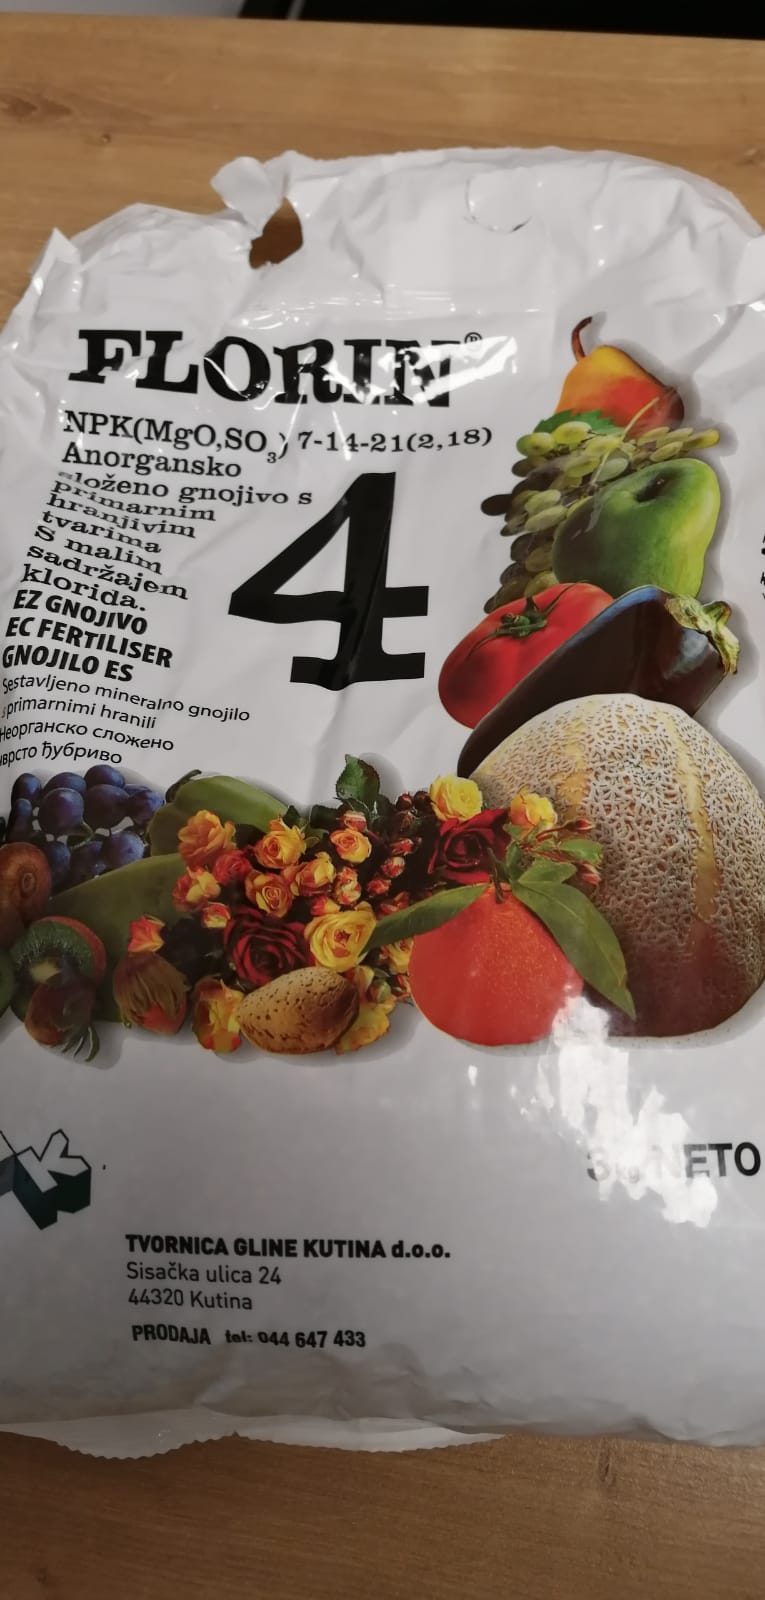 FLORIN®
NPK(MgO,SO3) 7-14-21(2,18)
Anorgansko
složeno gnojivo s
primarnim
hranjivim
tvarima
S malim
sadržajem
klorida.
4
EZ GNOJIVO
EC FERTILISER
GNOJILO ES
Sestavljeno mineralno gnojilo
s primarnimi hranili
Неорганско сложено
чврсто ђубриво
NETO
TVORNICA GLINE KUTINA d.o.o.
Sisačka ulica 24
44320 Kutina
PRODAJA tel: 044 647 433